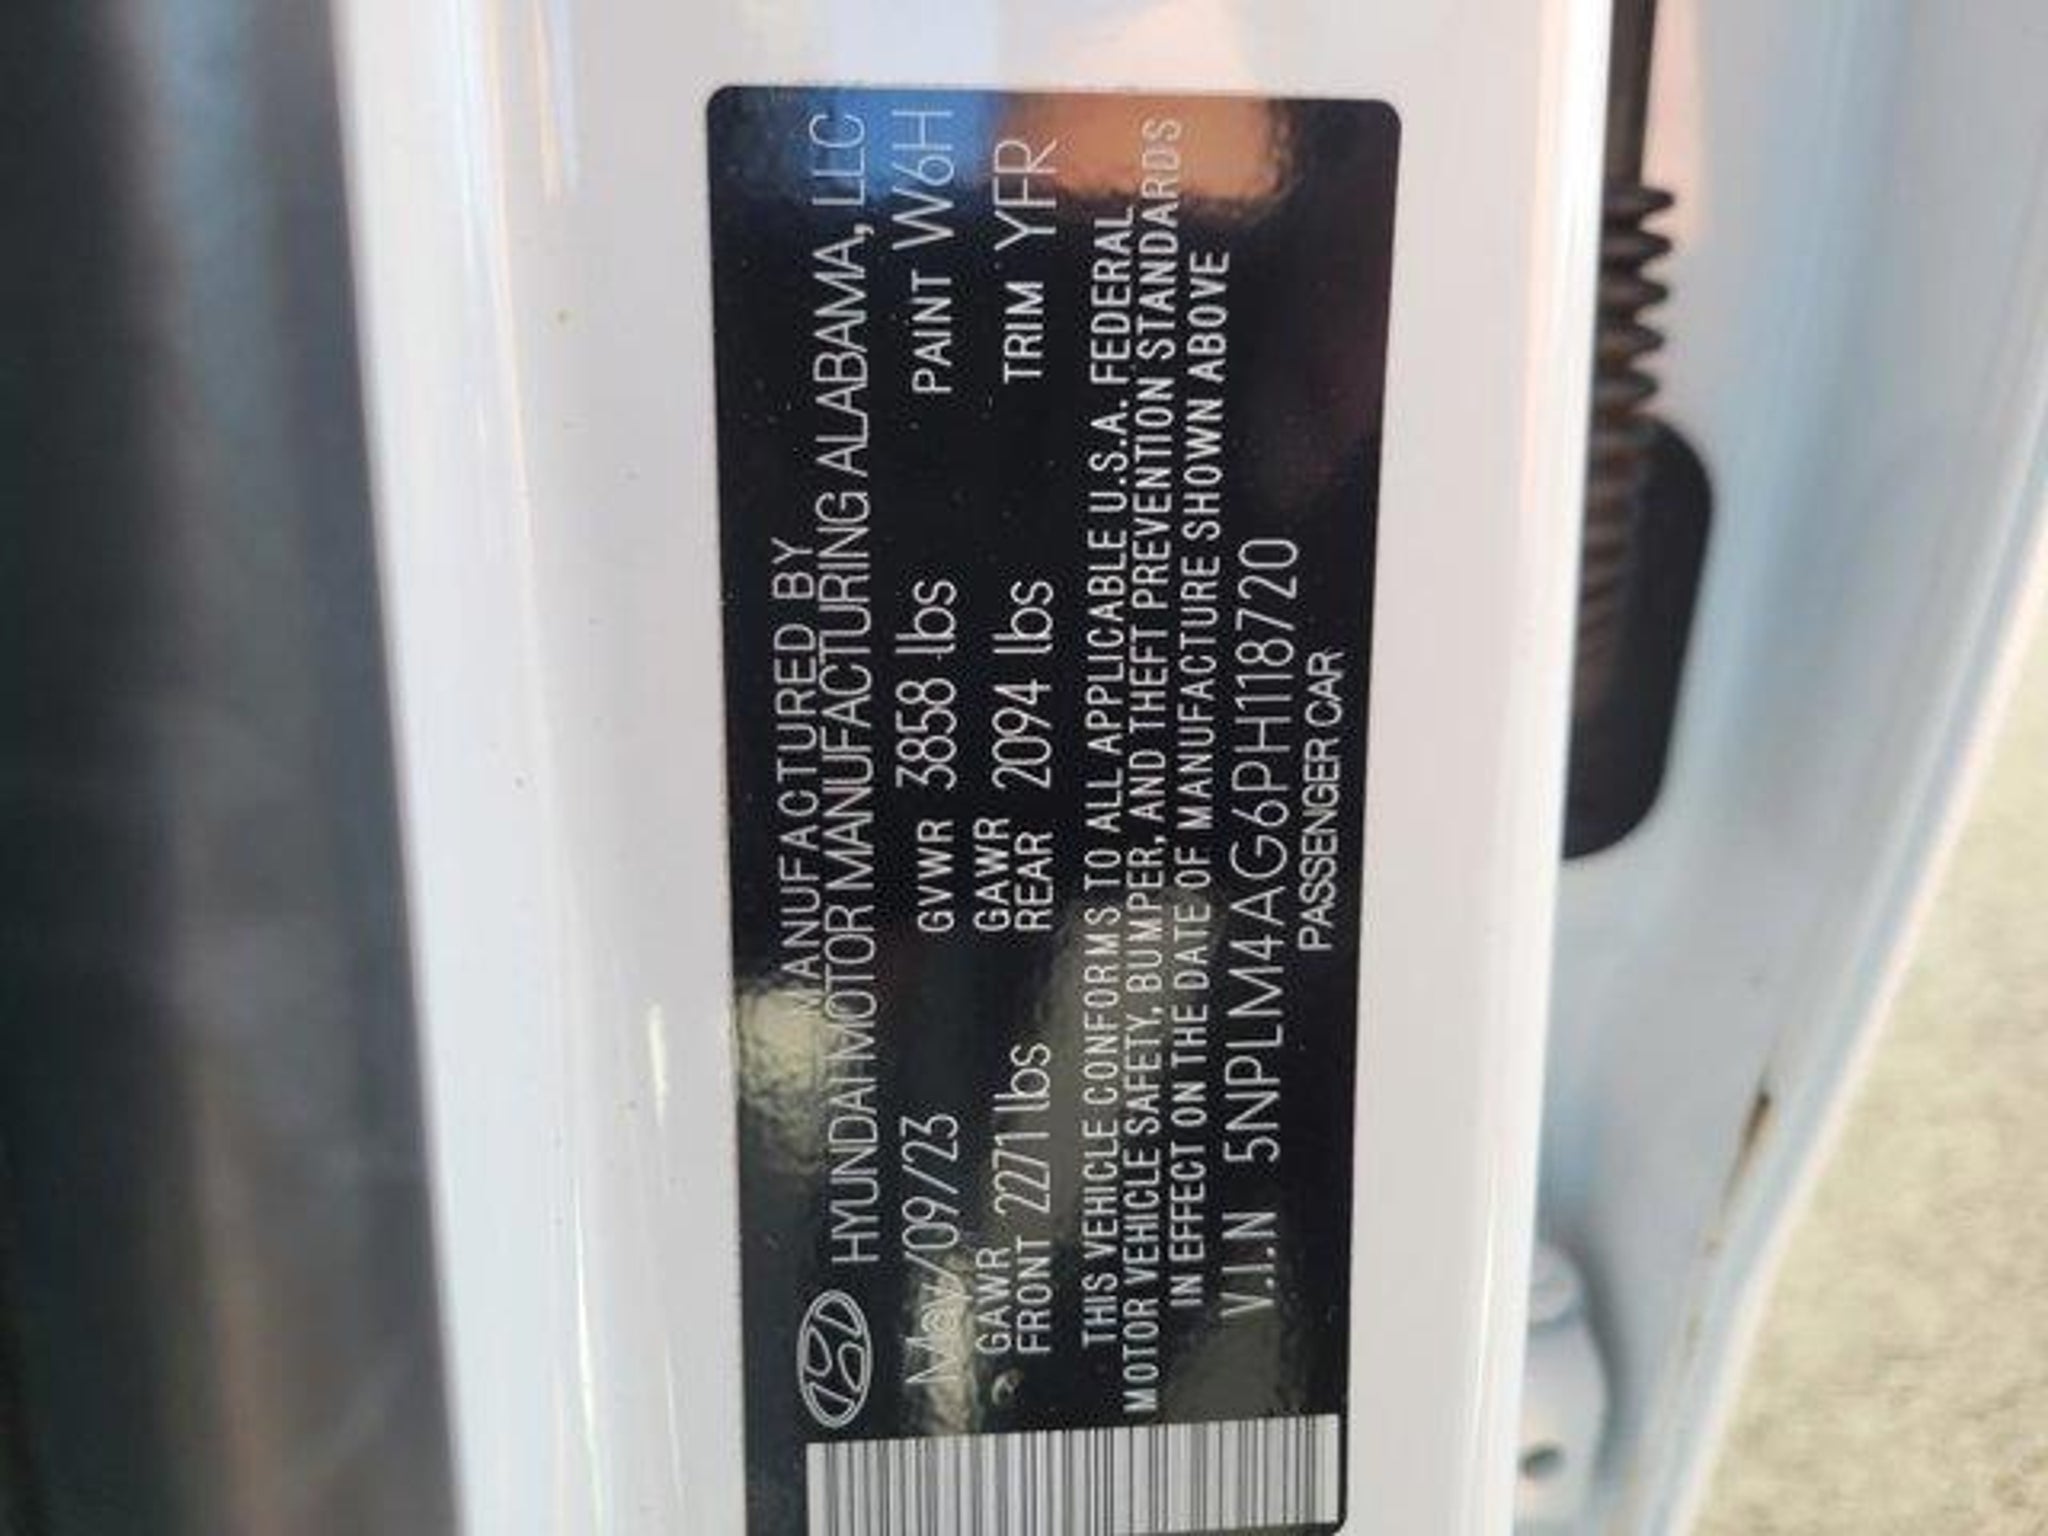 MANUFACTURED BY
HYUNDAI MOTOR MANUFACTURING ALABAMA, LLC
May/09/23 GVWR 3858 lbs PAINT W6H
GAWR FRONT 2271 lbs GAWR REAR 2094 lbs TRIM YFR
THIS VEHICLE CONFORMS TO ALL APPLICABLE U.S.A. FEDERAL
MOTOR VEHICLE SAFETY, BUMPER, AND THEFT PREVENTION STANDARDS
IN EFFECT ON THE DATE OF MANUFACTURE SHOWN ABOVE
V.I.N 5NPLM4AG6PH118720
PASSENGER CAR